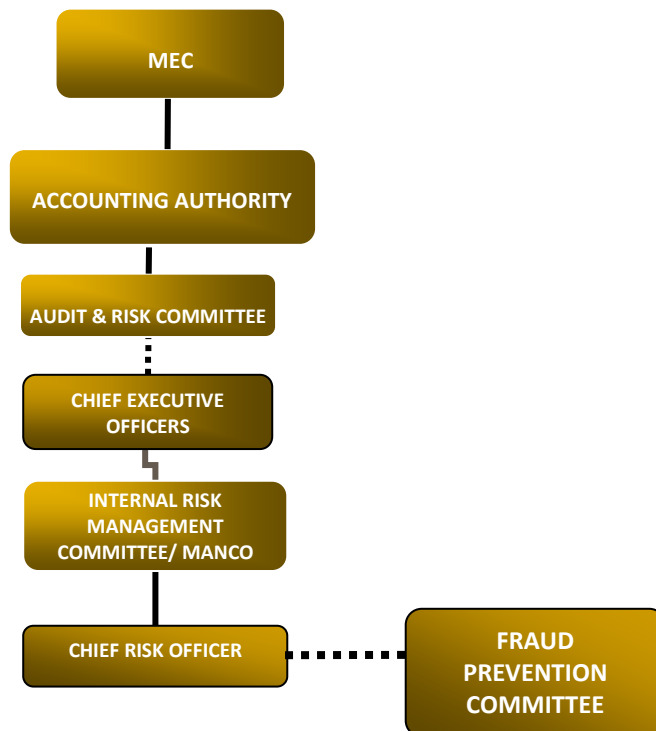 MEC
ACCOUNTING AUTHORITY
AUDIT & RISK COMMITTEE
CHIEF EXECUTIVE
OFFICERS
INTERNAL RISK
MANAGEMENT
COMMITTEE/ MANCO
CHIEF RISK OFFICER
FRAUD
PREVENTION
COMMITTEE